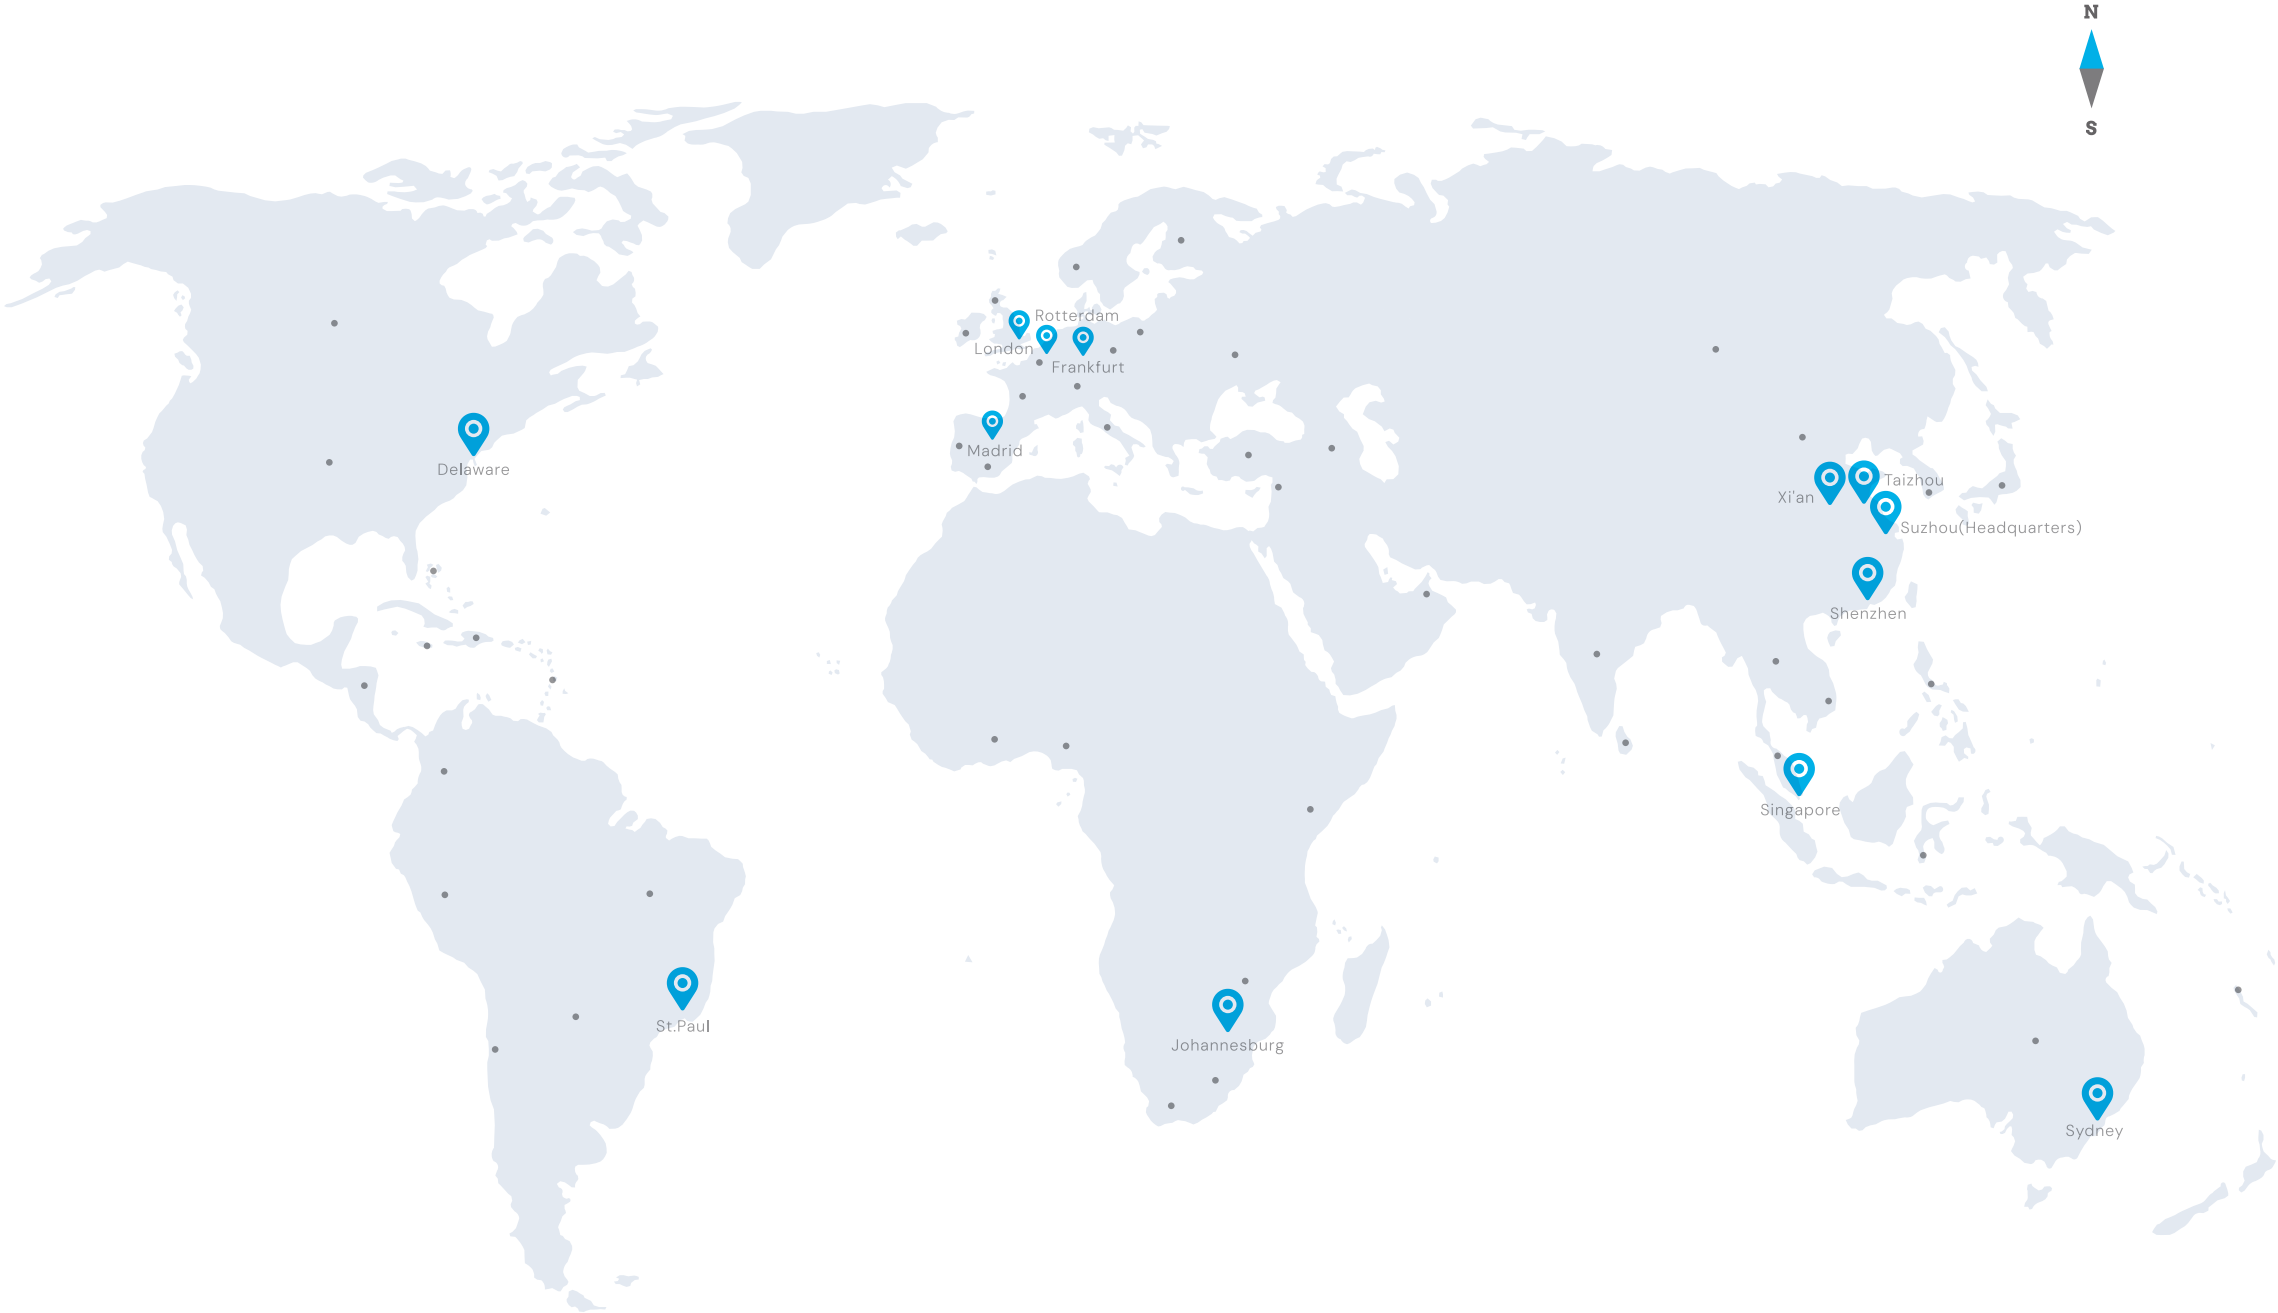 N
S
Rotterdam
London
Frankfurt
Madrid
Delaware
Taizhou
Xi'an
Suzhou(Headquarters)
Shenzhen
Singapore
St.Paul
Johannesburg
Sydney